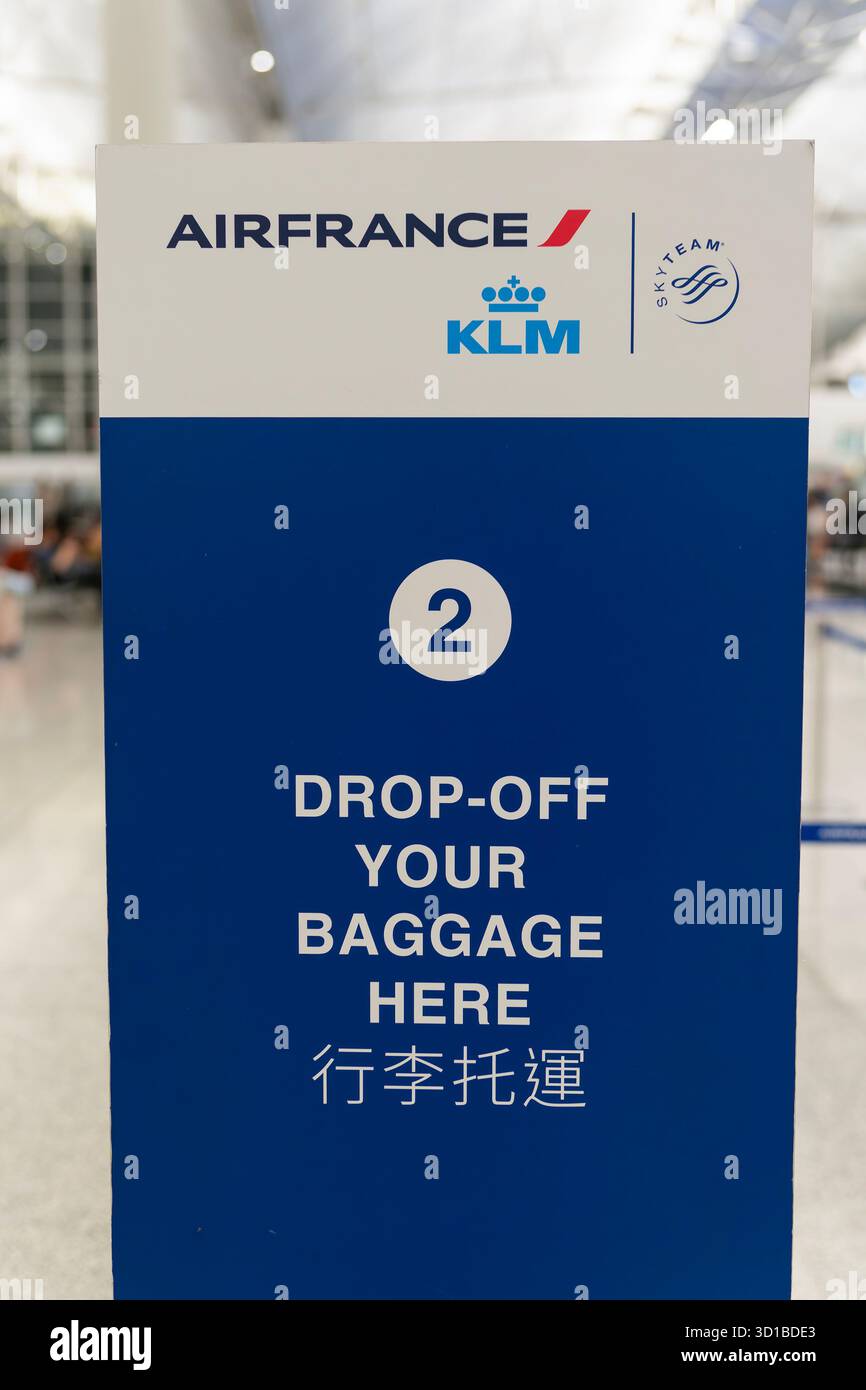 AIRFRANCE
KLM
SKYTEAM
2
DROP-OFF
YOUR
BAGGAGE
HERE
行李托運
alamy
alamy
Image ID: 3D1BDE3
www.alamy.com